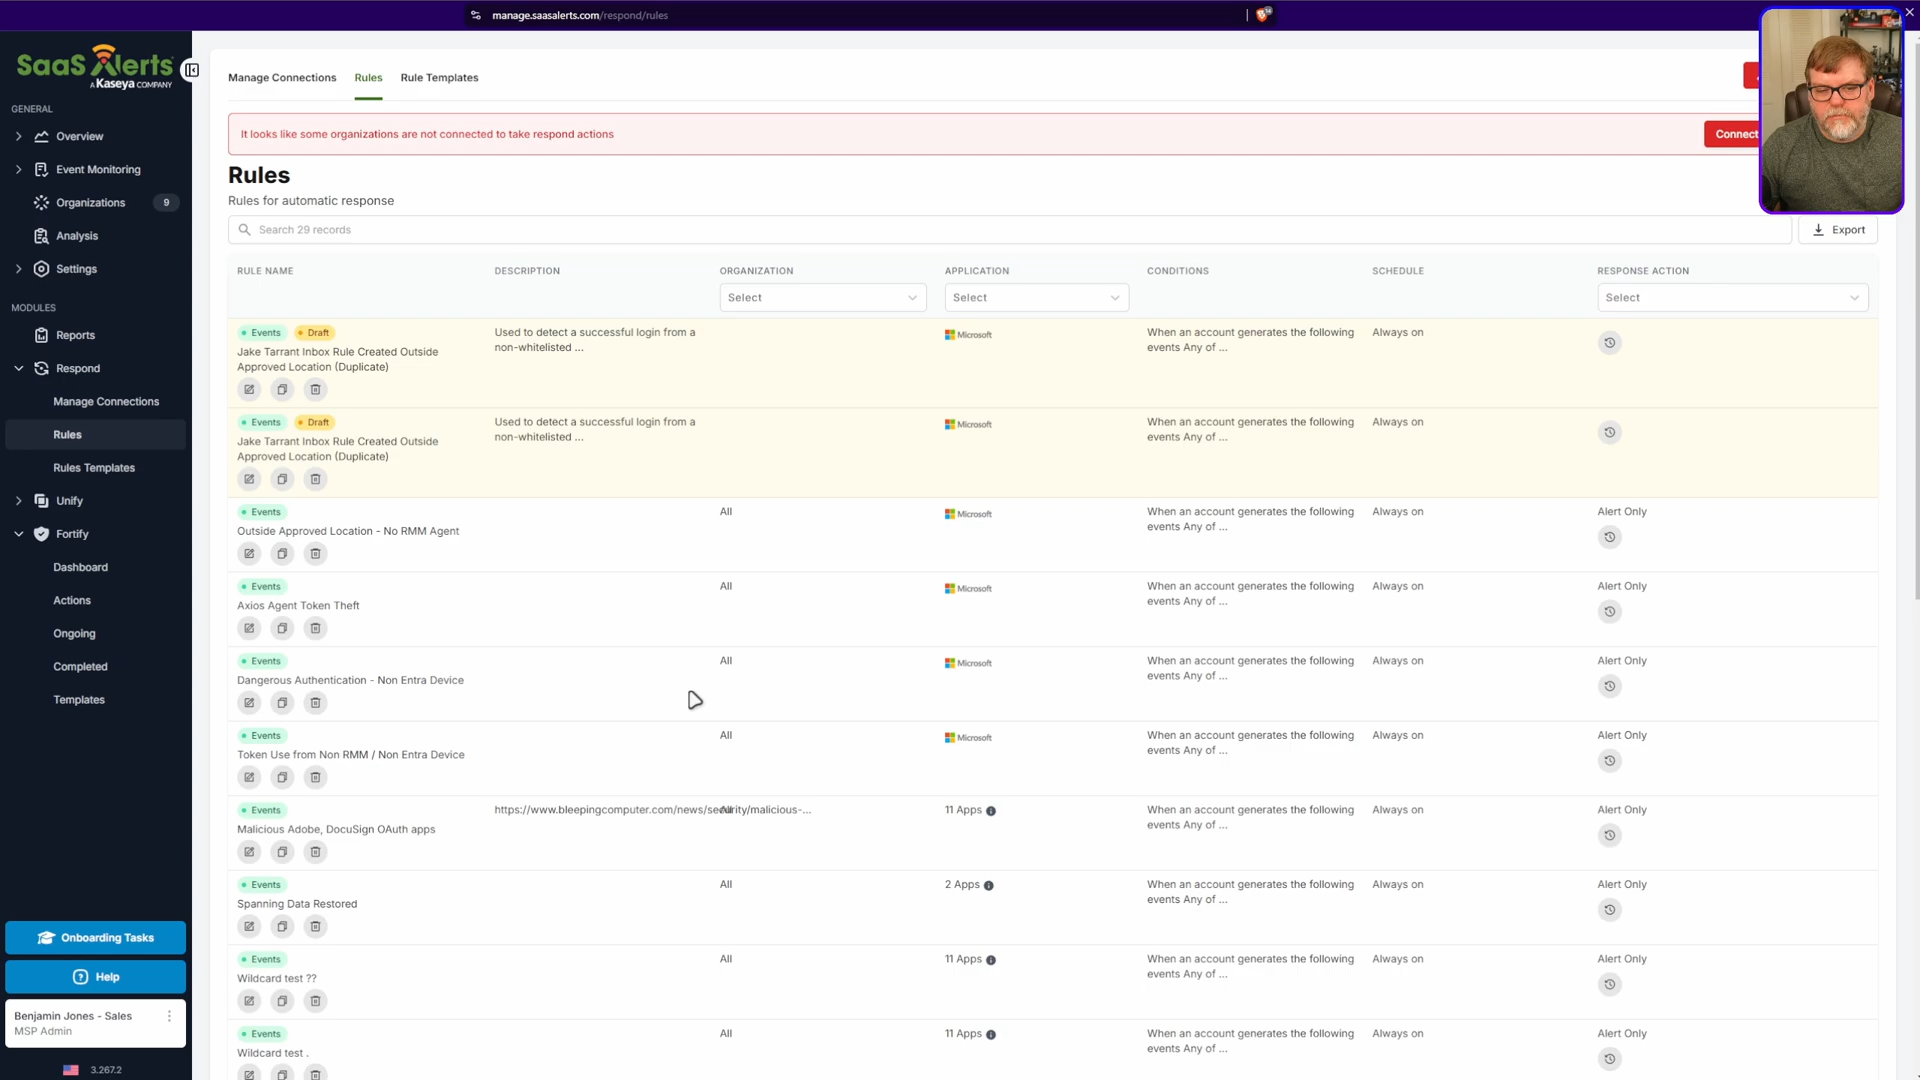 manage.saasalerts.com/respond/rules
SaaS Alerts
A Kaseya COMPANY
GENERAL
Overview
Event Monitoring
Organizations 9
Analysis
Settings
MODULES
Reports
Respond
Manage Connections
Rules
Rules Templates
Unify
Fortify
Dashboard
Actions
Ongoing
Completed
Templates
Onboarding Tasks
Help
Benjamin Jones - Sales
MSP Admin
3.267.2
Manage Connections Rules Rule Templates
It looks like some organizations are not connected to take respond actions
Connect
Rules
Rules for automatic response
Search 29 records
Export
RULE NAME DESCRIPTION ORGANIZATION APPLICATION CONDITIONS SCHEDULE RESPONSE ACTION
Select Select Select
Events Draft
Jake Tarrant Inbox Rule Created Outside
Approved Location (Duplicate)
Used to detect a successful login from a
non-whitelisted ...
Microsoft
When an account generates the following
events Any of ...
Always on
Events Draft
Jake Tarrant Inbox Rule Created Outside
Approved Location (Duplicate)
Used to detect a successful login from a
non-whitelisted ...
Microsoft
When an account generates the following
events Any of ...
Always on
Events
Outside Approved Location - No RMM Agent
All
Microsoft
When an account generates the following
events Any of ...
Always on
Alert Only
Events
Axios Agent Token Theft
All
Microsoft
When an account generates the following
events Any of ...
Always on
Alert Only
Events
Dangerous Authentication - Non Entra Device
All
Microsoft
When an account generates the following
events Any of ...
Always on
Alert Only
Events
Token Use from Non RMM / Non Entra Device
All
Microsoft
When an account generates the following
events Any of ...
Always on
Alert Only
Events
Malicious Adobe, DocuSign OAuth apps
https://www.bleepingcomputer.com/news/security/malicious-...
All
11 Apps
When an account generates the following
events Any of ...
Always on
Alert Only
Events
Spanning Data Restored
All
2 Apps
When an account generates the following
events Any of ...
Always on
Alert Only
Events
Wildcard test ??
All
11 Apps
When an account generates the following
events Any of ...
Always on
Alert Only
Events
Wildcard test .
All
11 Apps
When an account generates the following
events Any of ...
Always on
Alert Only